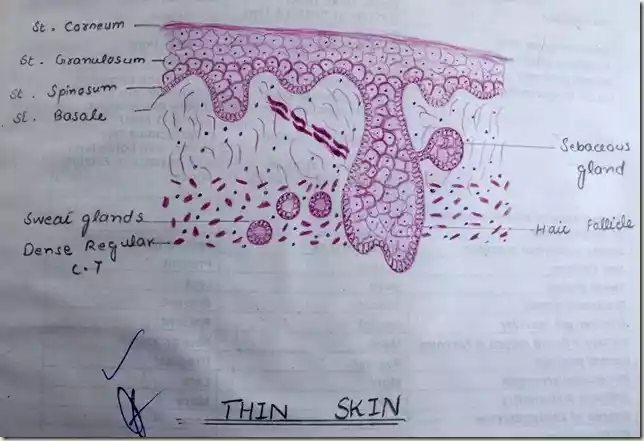 St. Corneum
St. Granulosum
St. Spinosum
St. Basale
Sebaceous
gland
Sweat glands
Dense Regular
C.T
Hair Follicle
THIN SKIN